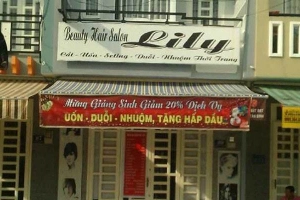 Beauty Hair Salon
Lily
Cắt - Uốn - Seting - Duỗi - Nhuộm Thời Trang
Mừng Giáng Sinh Giảm 20% Dịch Vụ
UỐN - DUỖI - NHUỘM, TẶNG HẤP DẦU